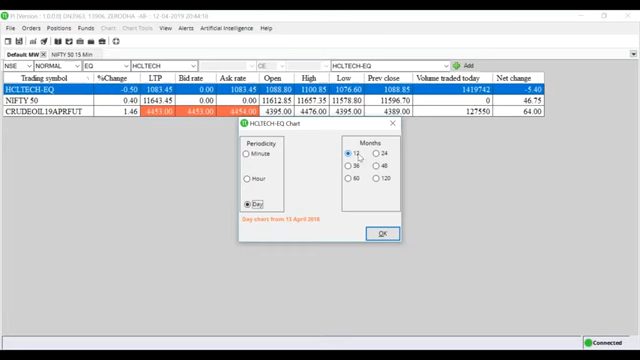 Pi [Version : 1.0.0.0] DN3963, 13906, ZERODHA -All- : 12-04-2019 20:44:18
File Orders Positions Funds Chart Chart Tools View Alerts Artificial Intelligence Help
Default MW NIFTY 50 15 Min
NSE NORMAL EQ HCLTECH CE HCLTECH-EQ Add
Trading symbol %Change LTP Bid rate Ask rate Open High Low Prev close Volume traded today Net change
HCLTECH-EQ -0.50 1083.45 0.00 1083.45 1088.80 1100.85 1076.60 1088.85 1419742 -5.40
NIFTY 50 0.40 11643.45 0.00 0.00 11612.85 11657.35 11578.80 11596.70 0 46.75
CRUDEOIL19APRFUT 1.46 4453.00 4453.00 4454.00 4395.00 4476.00 4395.00 4389.00 127550 64.00
HCLTECH-EQ Chart
Periodicity Months
Minute 12 24
Hour 36 48
Day 60 120
Day chart from 13 April 2018
OK
Connected